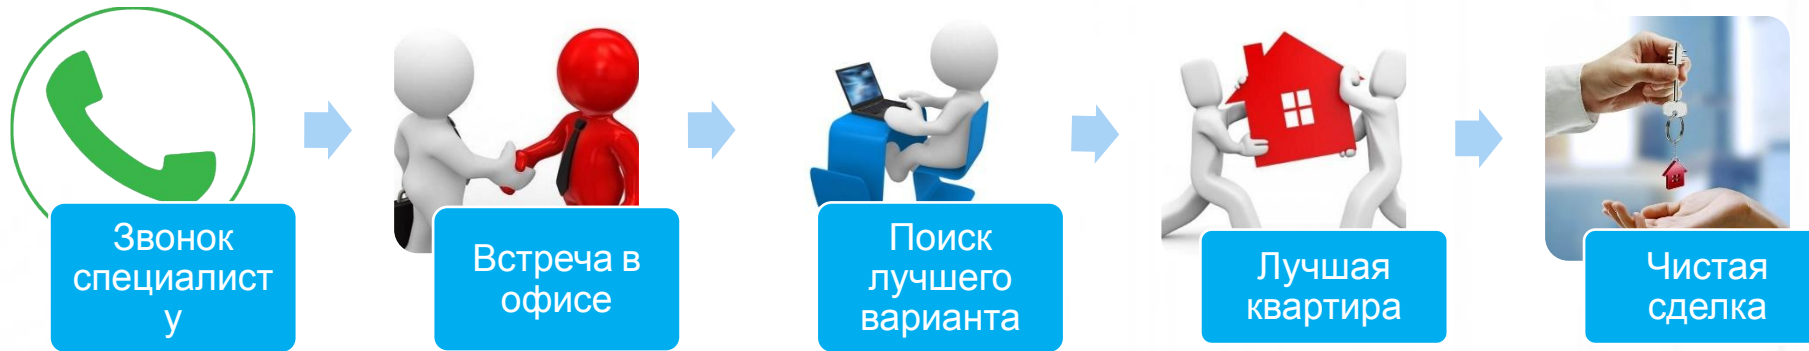 Звонок
специалист
у
Встреча в
офисе
Поиск
лучшего
варианта
Лучшая
квартира
Чистая
сделка